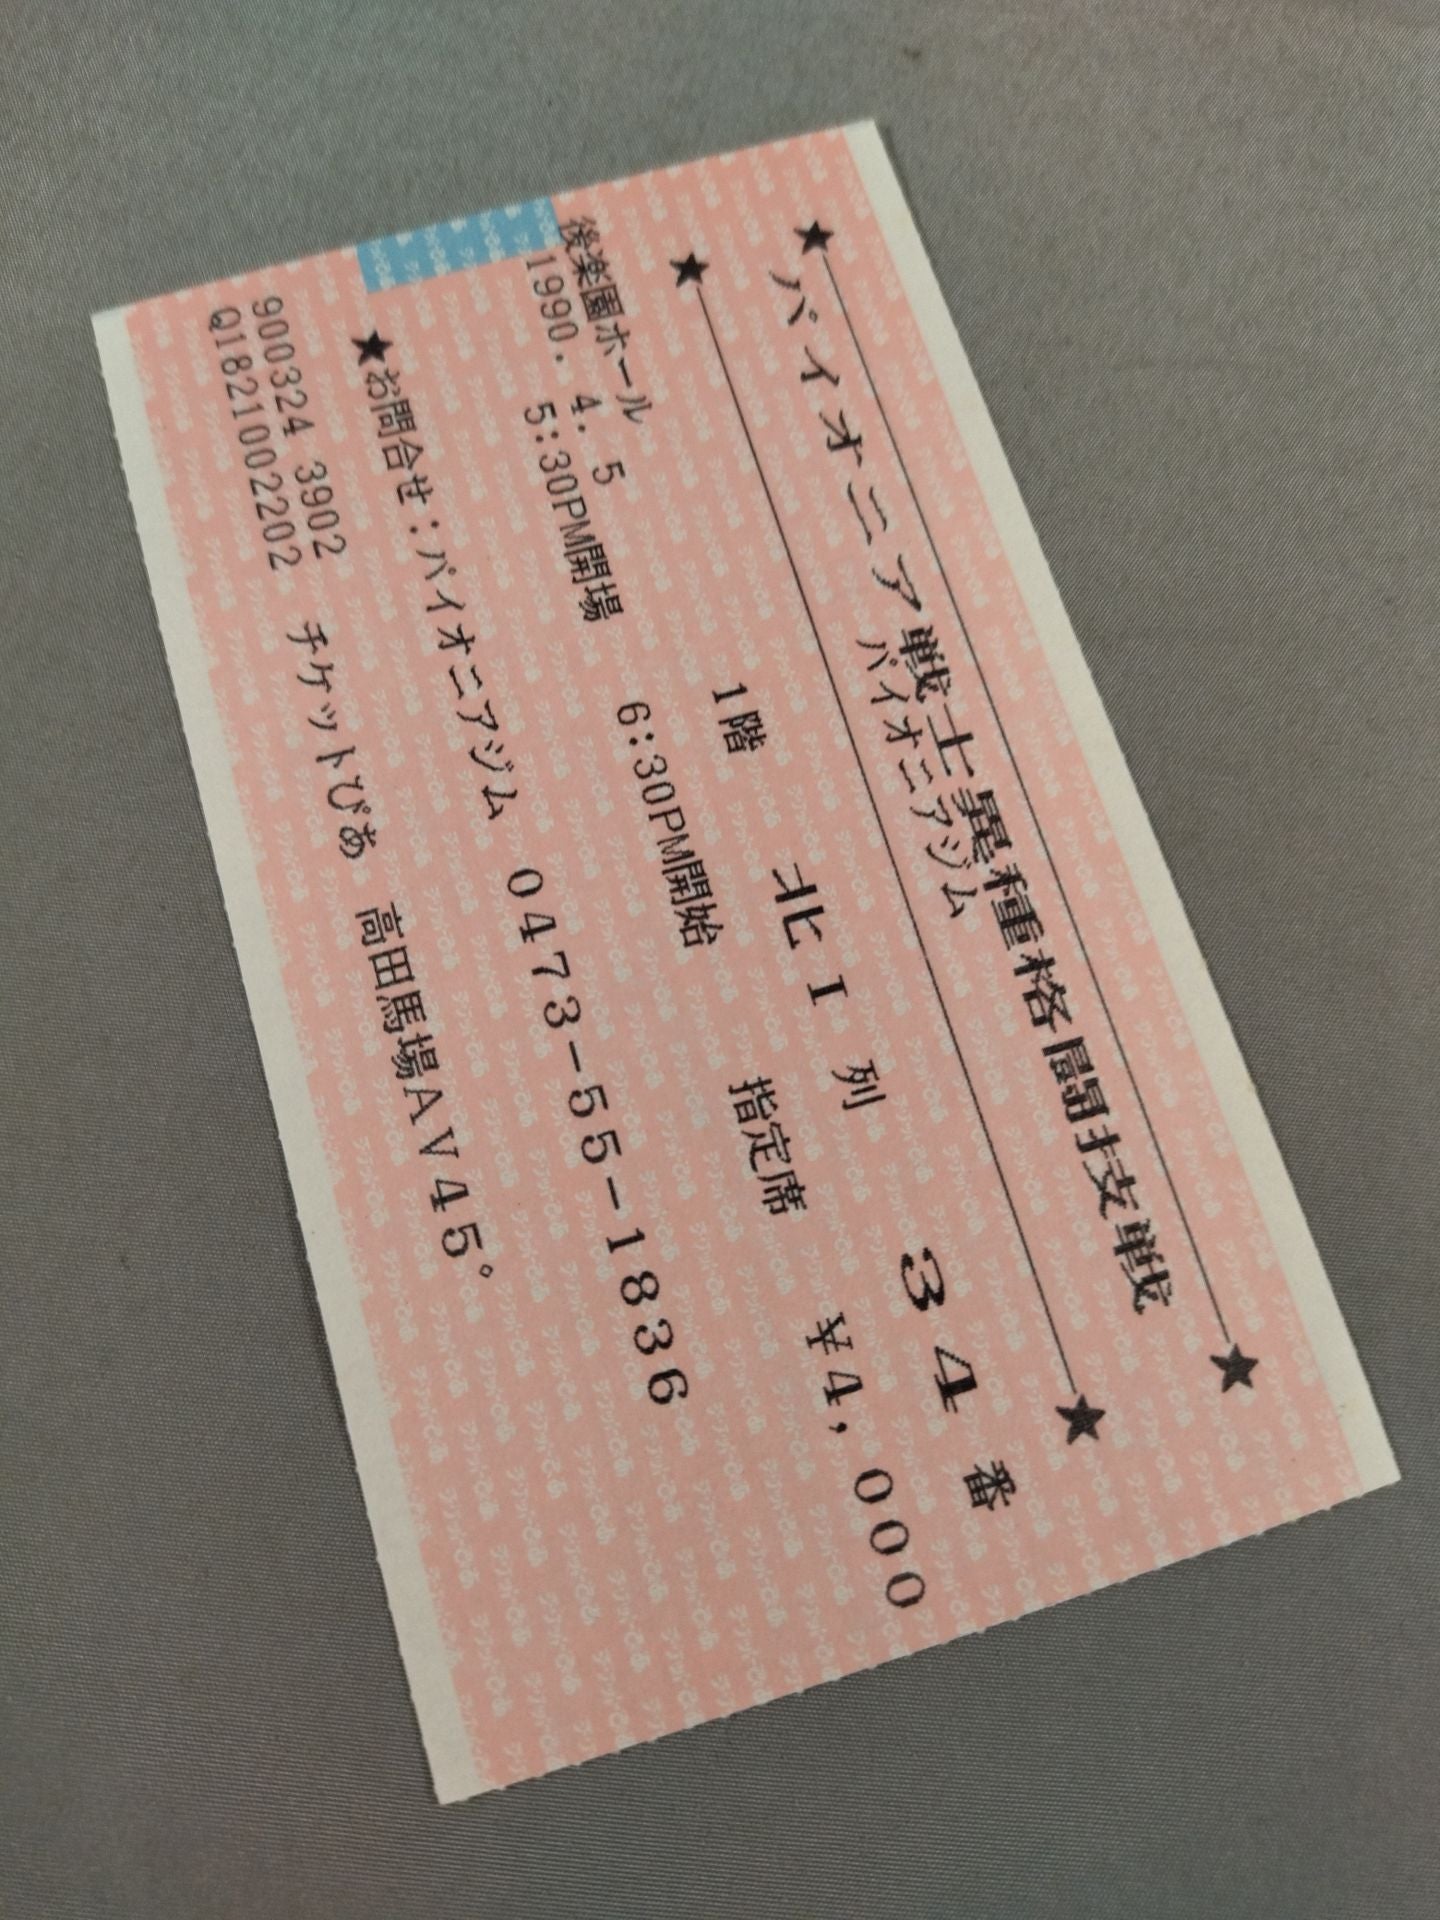 ★―――――――――――――――★
パイオニア戦士異種格闘技戦
パイオニアジム
★―――――――――――――――★
1階 北I列 34番
後楽園ホール 指定席 ¥4,000
1990. 4. 5
5:30PM開場 6:30PM開始
★お問合せ:パイオニアジム 0473-55-1836
9003324 3902
Q1821002202 チケットぴあ 高田馬場AV45°